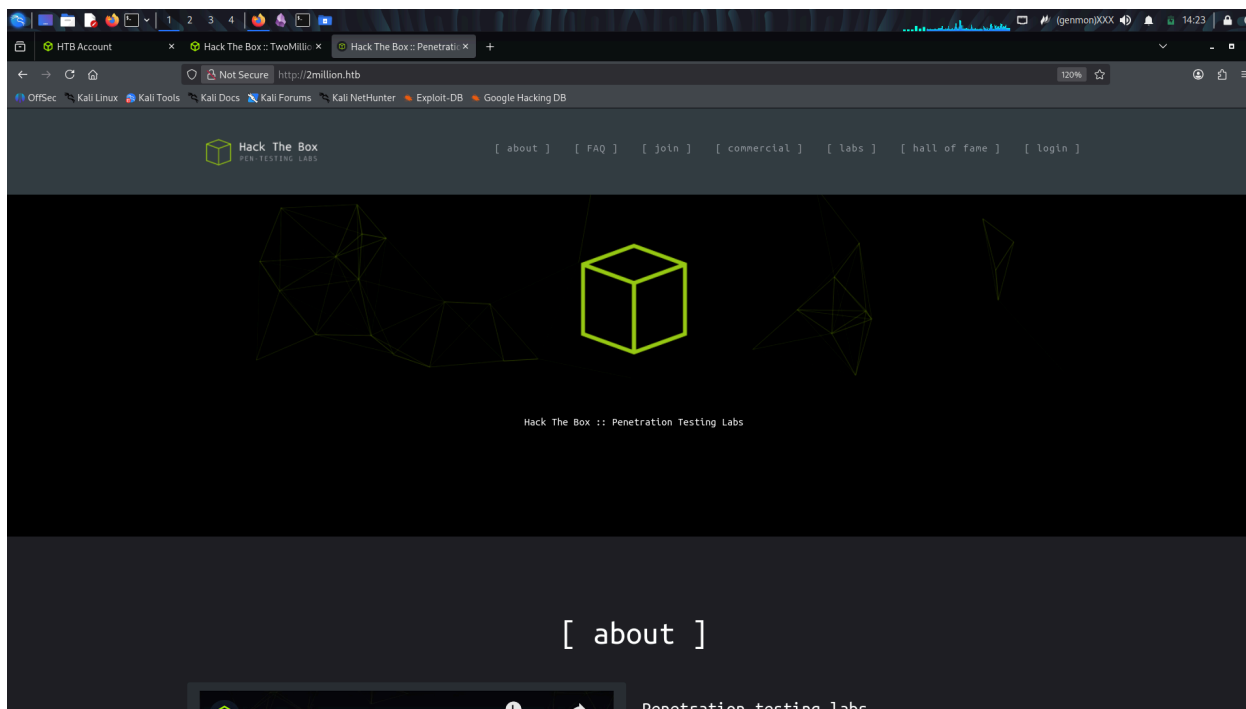 1 2 3 4 (genmon)XXX 14:23
HTB Account Hack The Box :: TwoMillio Hack The Box :: Penetratic
Not Secure http://2million.htb 120%
OffSec Kali Linux Kali Tools Kali Docs Kali Forums Kali NetHunter Exploit-DB Google Hacking DB
Hack The Box
PEN-TESTING LABS
[ about ] [ FAQ ] [ join ] [ commercial ] [ labs ] [ hall of fame ] [ login ]
Hack The Box :: Penetration Testing Labs
[ about ]
Penetration testing labs